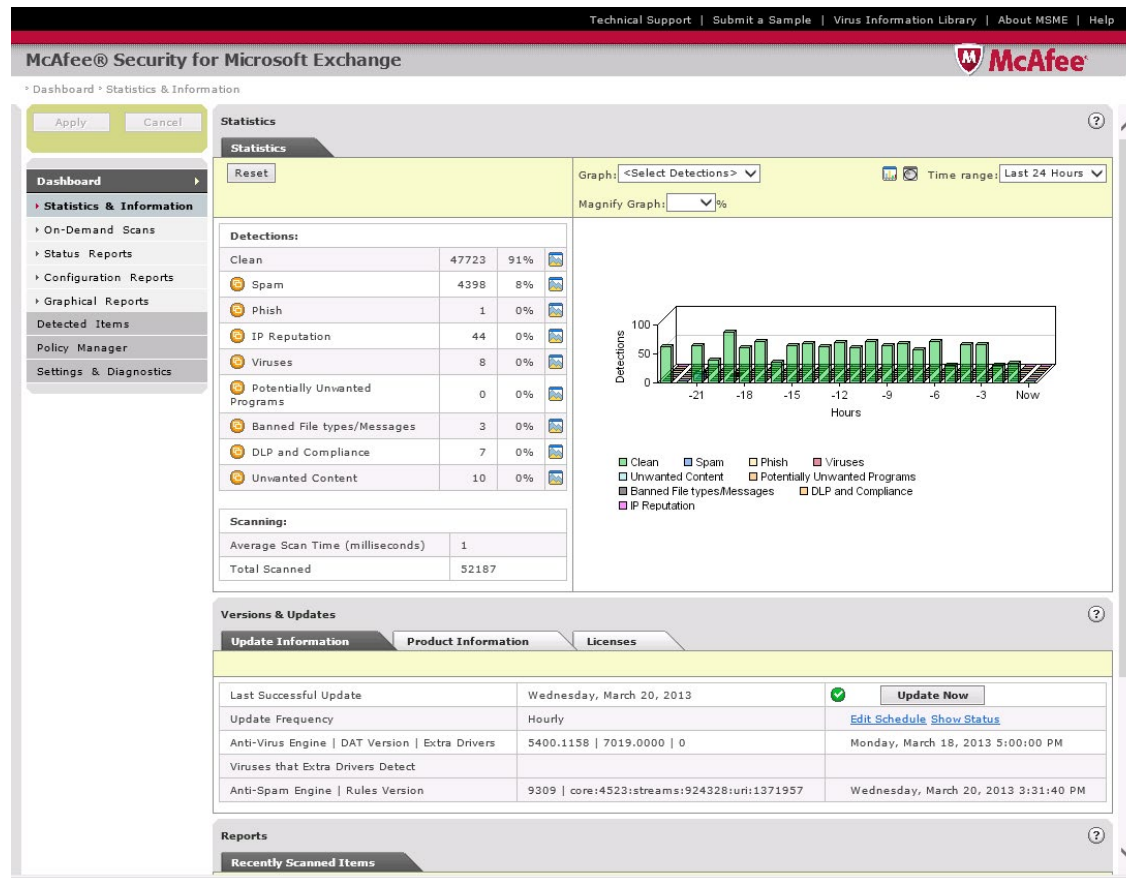 Technical Support | Submit a Sample | Virus Information Library | About MSME | Help
McAfee® Security for Microsoft Exchange
McAfee®
Dashboard Statistics & Information
Apply Cancel
Dashboard
Statistics & Information
On-Demand Scans
Status Reports
Configuration Reports
Graphical Reports
Detected Items
Policy Manager
Settings & Diagnostics
Statistics ?
Statistics
Reset
Graph: <Select Detections> Time range: Last 24 Hours
Magnify Graph: %
Detections:
Clean 47723 91%
Spam 4398 8%
Phish 1 0%
IP Reputation 44 0%
Viruses 8 0%
Potentially Unwanted
Programs 0 0%
Banned File types/Messages 3 0%
DLP and Compliance 7 0%
Unwanted Content 10 0%
Scanning:
Average Scan Time (milliseconds) 1
Total Scanned 52187
Detections
100
50
0
-21 -18 -15 -12 -9 -6 -3 Now
Hours
Clean Spam Phish Viruses
Unwanted Content Potentially Unwanted Programs
Banned File types/Messages DLP and Compliance
IP Reputation
Versions & Updates ?
Update Information Product Information Licenses
Last Successful Update Wednesday, March 20, 2013 Update Now
Update Frequency Hourly Edit Schedule Show Status
Anti-Virus Engine | DAT Version | Extra Drivers 5400.1158 | 7019.0000 | 0 Monday, March 18, 2013 5:00:00 PM
Viruses that Extra Drivers Detect
Anti-Spam Engine | Rules Version 9309 | core:4523:streams:924328:uri:1371957 Wednesday, March 20, 2013 3:31:40 PM
Reports ?
Recently Scanned Items